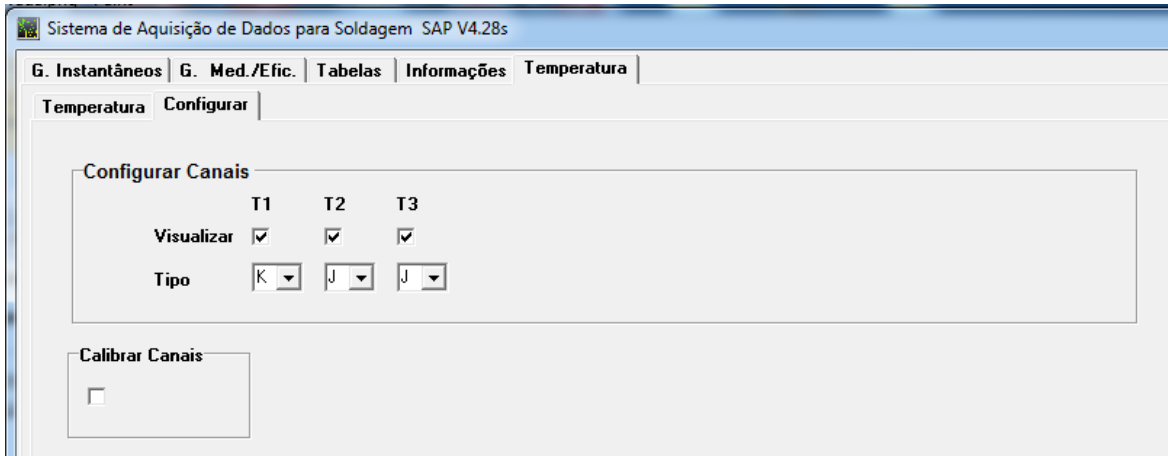 Sistema de Aquisição de Dados para Soldagem SAP V4.28s
G. Instantâneos G. Med./Efic. Tabelas Informações Temperatura
Temperatura Configurar
Configurar Canais
T1 T2 T3
Visualizar
Tipo K J J
Calibrar Canais